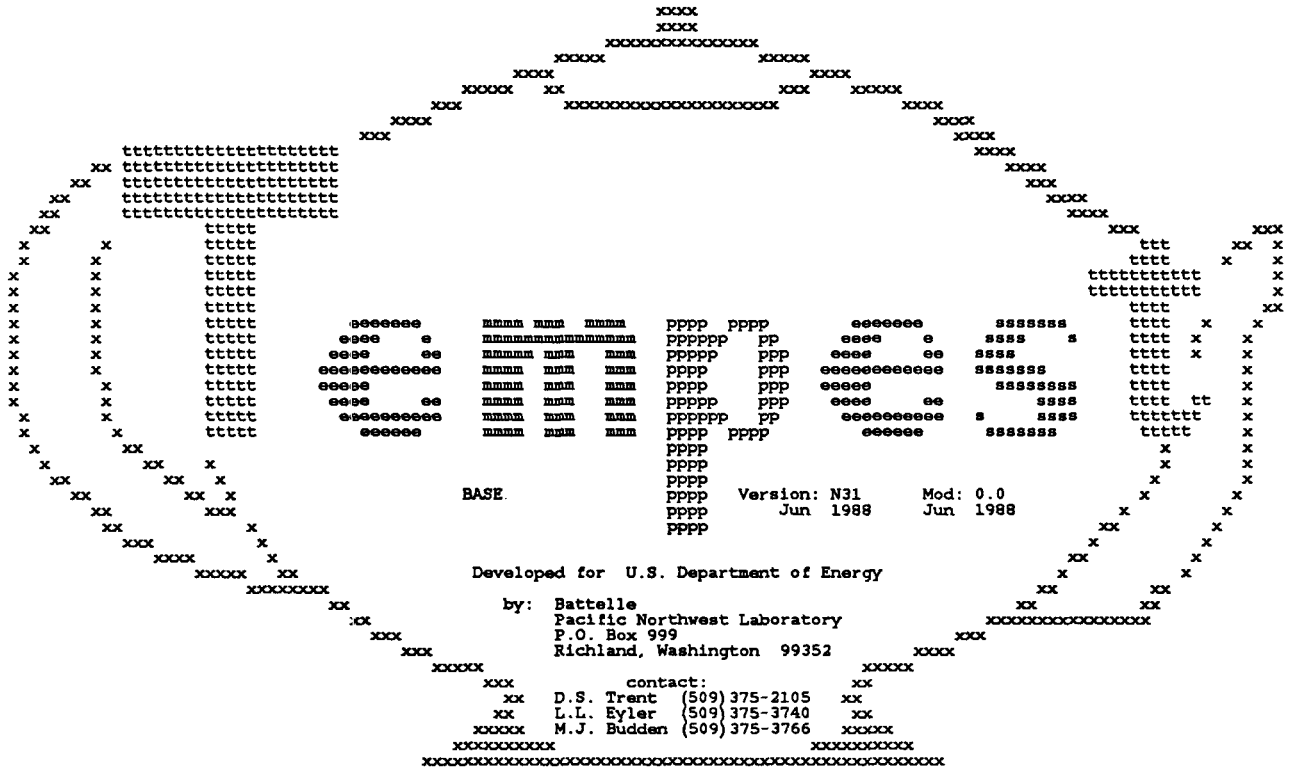 Tempest
BASE Version: N31 Mod: 0.0
Jun 1988 Jun 1988
Developed for U.S. Department of Energy
by: Battelle
Pacific Northwest Laboratory
P.O. Box 999
Richland, Washington 99352
contact:
D.S. Trent (509)375-2105
L.L. Eyler (509)375-3740
M.J. Budden (509)375-3766